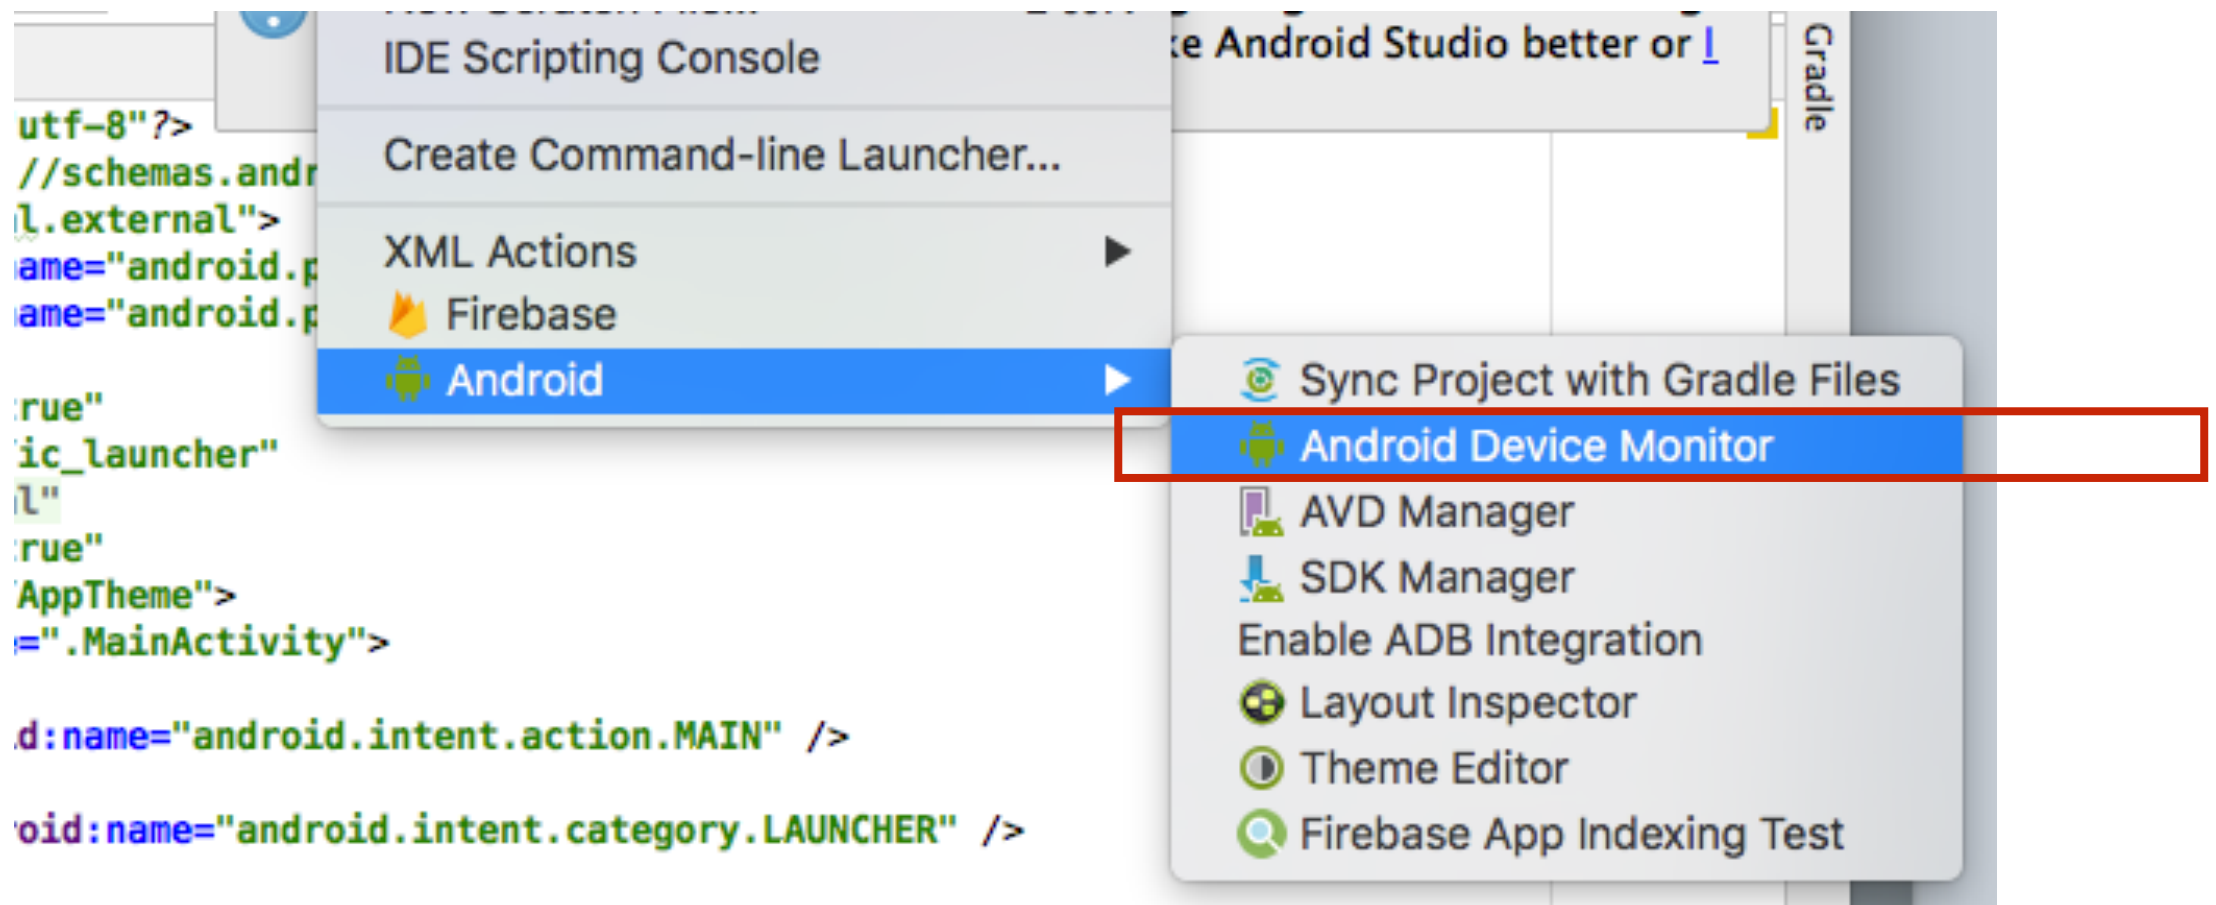 IDE Scripting Console
ke Android Studio better or I
Gradle
utf-8"?>
Create Command-line Launcher...
//schemas.andr
l.external">
XML Actions
ame="android.p
Firebase
ame="android.p
Android
Sync Project with Gradle Files
rue"
Android Device Monitor
ic_launcher"
AVD Manager
l"
rue"
SDK Manager
AppTheme">
Enable ADB Integration
=".MainActivity">
Layout Inspector
d:name="android.intent.action.MAIN" />
Theme Editor
oid:name="android.intent.category.LAUNCHER" />
Firebase App Indexing Test